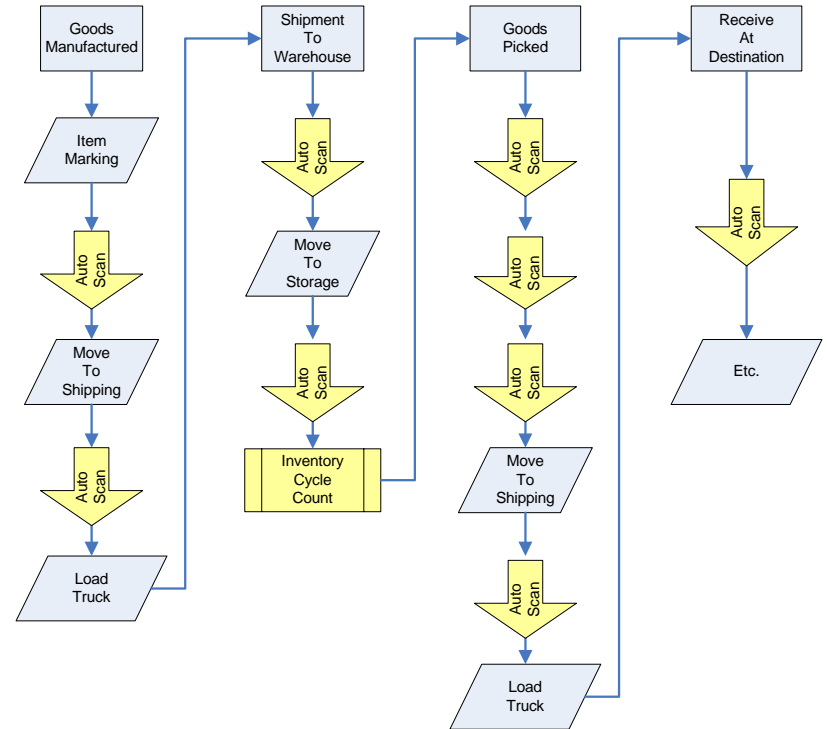 Goods
Manufactured
Item
Marking
Auto
Scan
Move
To
Shipping
Auto
Scan
Load
Truck
Shipment
To
Warehouse
Auto
Scan
Move
To
Storage
Auto
Scan
Inventory
Cycle
Count
Goods
Picked
Auto
Scan
Auto
Scan
Auto
Scan
Move
To
Shipping
Auto
Scan
Load
Truck
Receive
At
Destination
Auto
Scan
Etc.